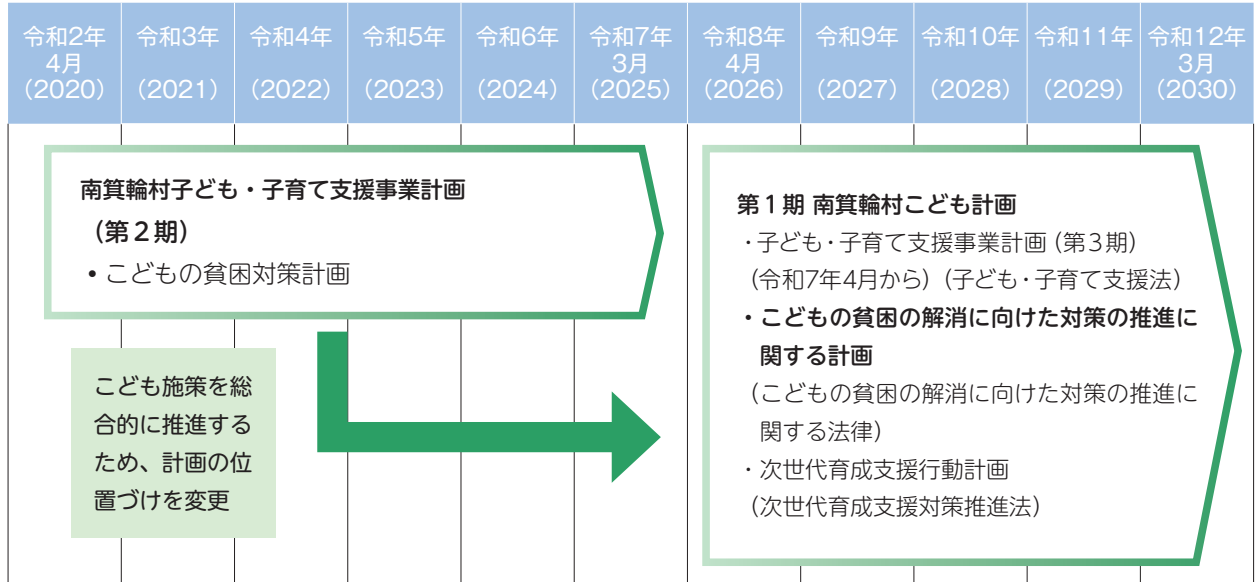 令和2年 令和3年 令和4年 令和5年 令和6年 令和7年 令和8年 令和9年 令和10年 令和11年 令和12年
4月 3月 4月 3月
（2020） （2021） （2022） （2023） （2024） （2025） （2026） （2027） （2028） （2029） （2030）
南箕輪村子ども・子育て支援事業計画
（第２期）
• こどもの貧困対策計画
こども施策を総
合的に推進する
ため、計画の位
置づけを変更
第１期 南箕輪村こども計画
・子ども・子育て支援事業計画（第３期）
（令和7年4月から）（子ども・子育て支援法）
・こどもの貧困の解消に向けた対策の推進に
関する計画
（こどもの貧困の解消に向けた対策の推進に
関する法律）
・次世代育成支援行動計画
（次世代育成支援対策推進法）